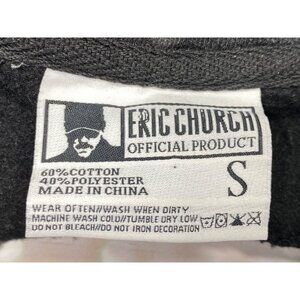 ERIC CHURCH
OFFICIAL PRODUCT
60%COTTON
40%POLYESTER
MADE IN CHINA
S
WEAR OFTEN//WASH WHEN DIRTY
MACHINE WASH COLD//TUMBLE DRY LOW
DO NOT BLEACH//DO NOT IRON DECORATION